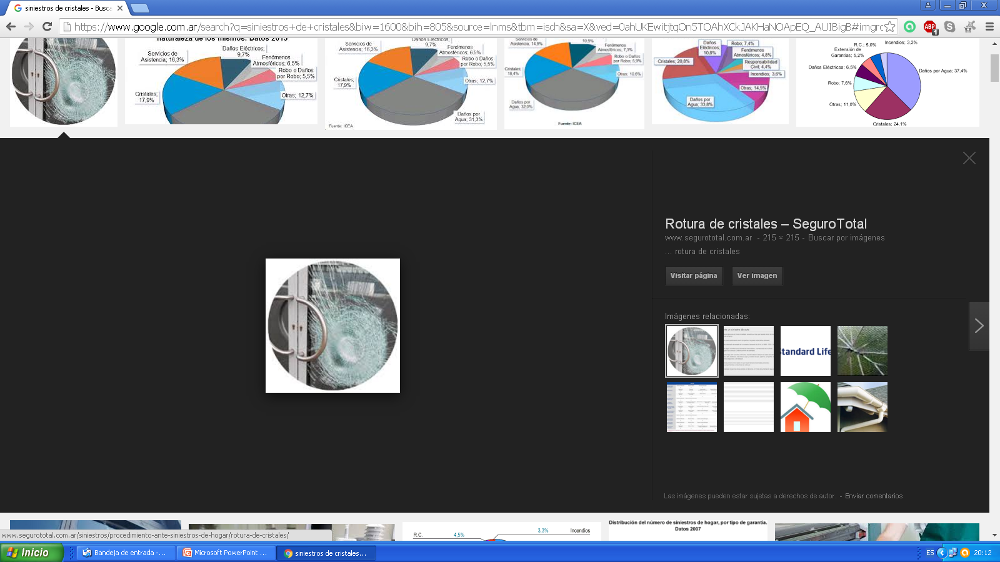 siniestros de cristales - Busca
https://www.google.com.ar/search?q=siniestros+de+cristales&biw=1600&bih=805&source=lnms&tbm=isch&sa=X&ved=0ahUKEwitjtqOn5TOAhXCkJAKHaNOApEQ_AUIBigB#imgrc
ABP
1
naturaleza de los mismos. Datos 2015
Servicios de
Asistencia; 16,3%
Daños Eléctricos;
9,7%
Fenómenos
Atmosféricos; 6.5%
Robo o Daños
por Robo; 5,5%
Cristales;
17,9%
Otras; 12,7%
Servicios de
Asistencia; 16,3%
Daños Eléctricos;
9,7%
Fenómenos
Atmosféricos; 6.5%
Robo o Daños
por Robo; 5,5%
Cristales;
17,9%
Otras; 12,7%
Daños por
Agua; 31,3%
Fuente: ICEA
Asistencia; 14,9%
10,9%
Fenómenos
Atmosféricos; 7,3%
Robo o Daños
por Robo; 5,9%
Cristales;
18,4%
Otras; 10,6%
Daños por
Agua; 32,0%
Fuente: ICEA
Daños
Eléctricos;
10,8%
Robo; 7,4%
Fenómenos
Atmosféricos; 4,8%
Cristales; 20,8%
Responsabilidad
Civil; 4,4%
Incendios; 3,6%
Otras; 14,5%
Daños por
Agua; 33,8%
R.C.; 5,0%
Incendios; 3,3%
Extensión de
Garantías; 5,2%
Daños Eléctricos; 6,5%
Daños por Agua; 37,4%
Robo; 7,6%
Otras; 11,0%
Cristales; 24,1%
Rotura de cristales – SeguroTotal
www.segurototal.com.ar - 215 × 215 - Buscar por imágenes
... rotura de cristales
Visitar página
Ver imagen
Imágenes relacionadas:
Standard Life
Las imágenes pueden estar sujetas a derechos de autor. - Enviar comentarios
R.C.
4,5%
3,3%
Incendios
Distribución del número de siniestros de hogar, por tipo de garantía.
Datos 2007
www.segurototal.com.ar/siniestros/procedimiento-ante-siniestros-de-hogar/rotura-de-cristales/
Inicio
Bandeja de entrada -...
Microsoft PowerPoint ...
siniestros de cristales...
ES
20:12